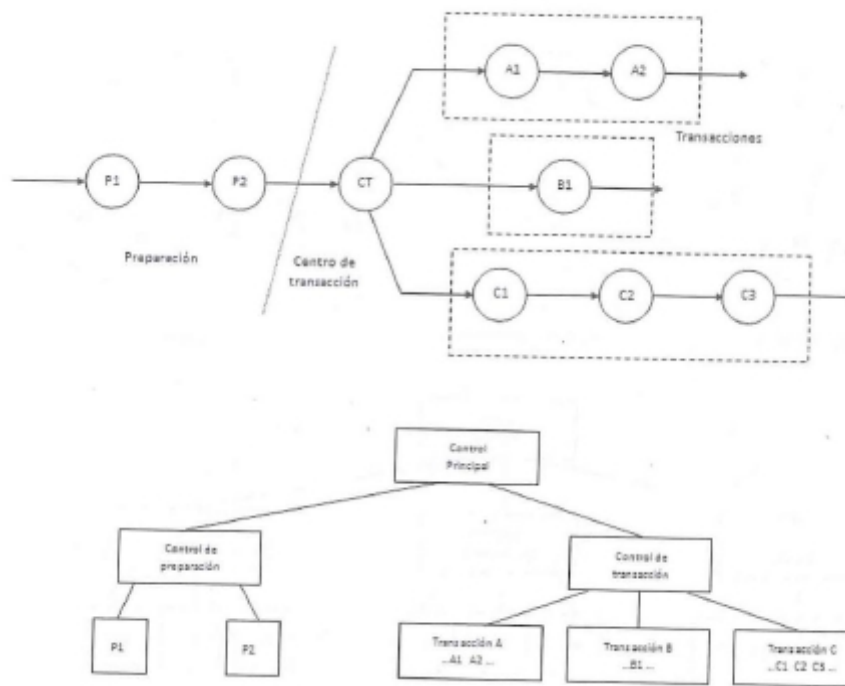 A1 A2
Transacciones
P1 P2 CT B1
Preparación
Centro de
transacción
C1 C2 C3
Control
Principal
Control de
preparación
Control de
transacción
P1
P2
Transacción A
...A1 A2 ...
Transacción B
...B1 ...
Transacción C
...C1 C2 C3 ...